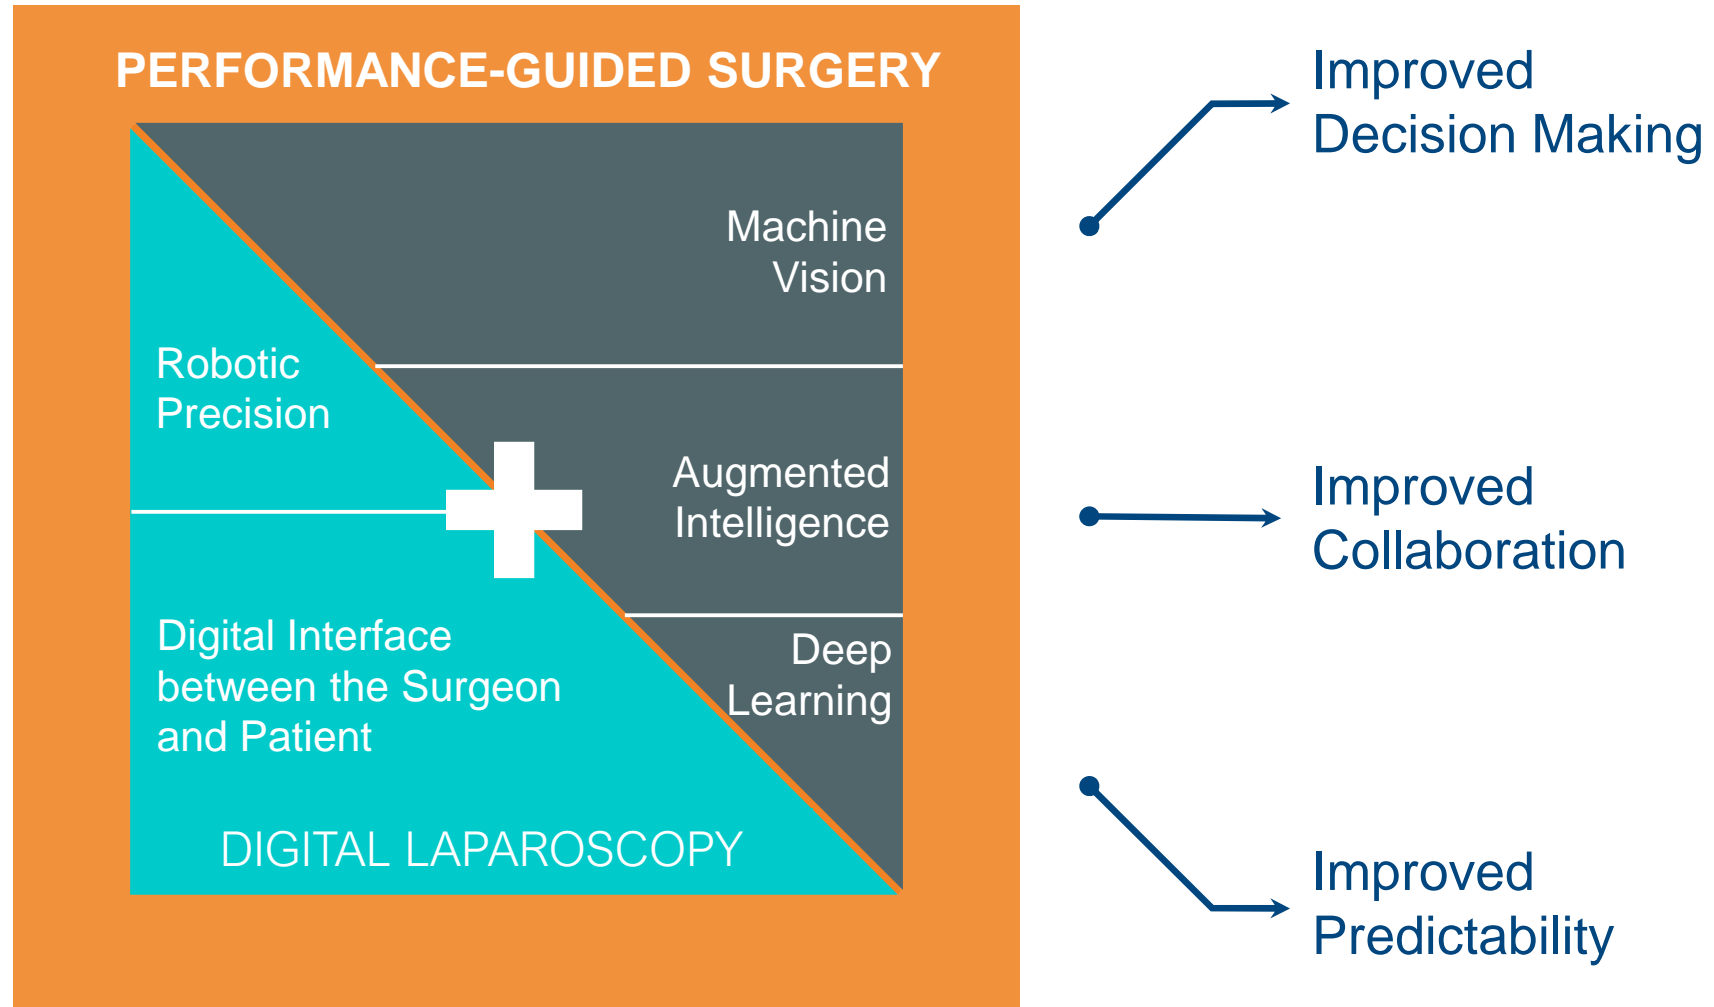 PERFORMANCE-GUIDED SURGERY
Machine
Vision
Robotic
Precision
Augmented
Intelligence
Digital Interface
between the Surgeon
and Patient
Deep
Learning
DIGITAL LAPAROSCOPY
Improved
Decision Making
Improved
Collaboration
Improved
Predictability